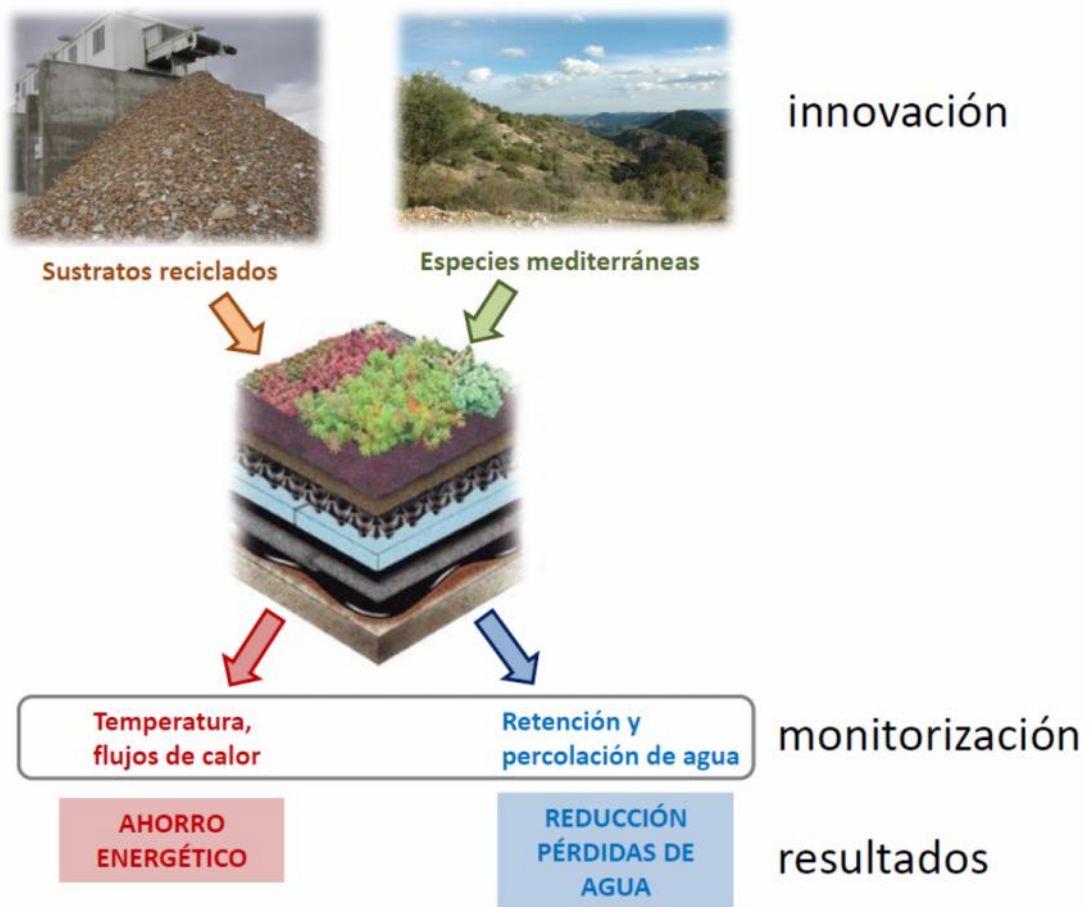 innovación
Sustratos reciclados
Especies mediterráneas
Temperatura,
flujos de calor
Retención y
percolación de agua
monitorización
AHORRO
ENERGÉTICO
REDUCCIÓN
PÉRDIDAS DE
AGUA
resultados